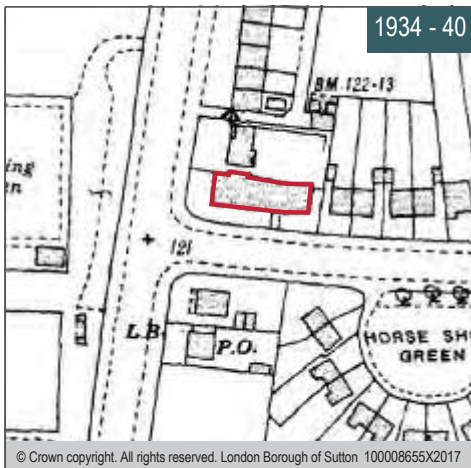 1934 - 40
BM. 122·13
ing
en
121
L.B.
P.O.
HORSE SH
GREEN
© Crown copyright. All rights reserved. London Borough of Sutton 100008655X2017